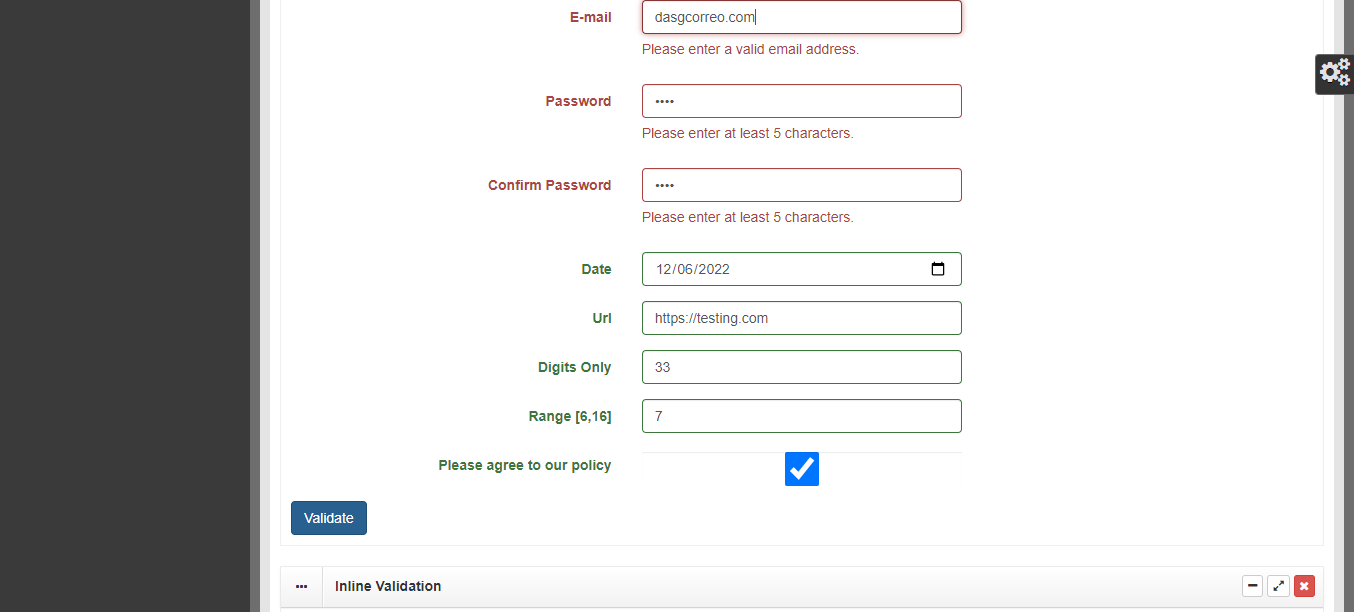 E-mail dasgcorreo.com
Please enter a valid email address.
Password ••••
Please enter at least 5 characters.
Confirm Password ••••
Please enter at least 5 characters.
Date 12/06/2022
Url https://testing.com
Digits Only 33
Range [6,16] 7
Please agree to our policy
Validate
Inline Validation